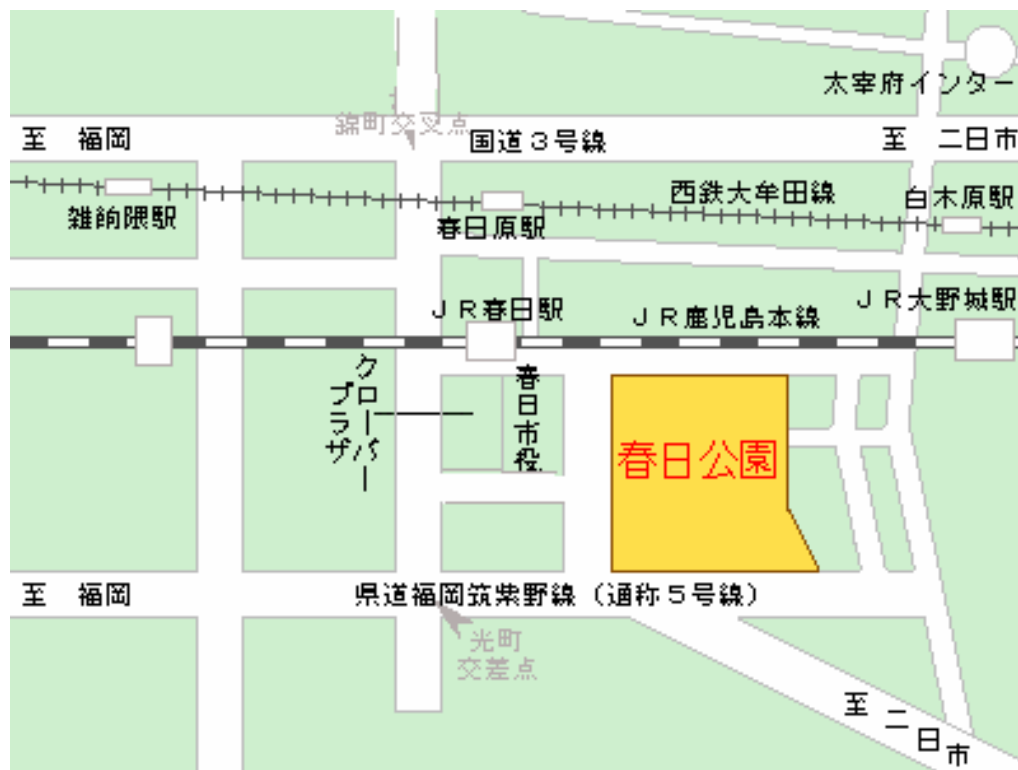 太宰府インター
錦町交叉点
至 福岡
国道3号線
至 二日市
西鉄大牟田線
白木原駅
雑餉隈駅
春日原駅
JR大野城駅
JR春日駅
JR鹿児島本線
クローバー
プラザ
春日市役
春日公園
至 福岡
県道福岡筑紫野線(通称5号線)
光町
交差点
至 二日市